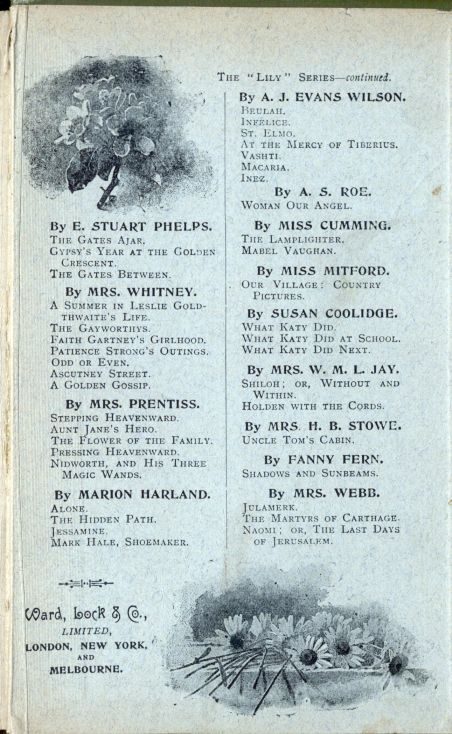 THE "LILY" SERIES—continued.
By E. STUART PHELPS.
THE GATES AJAR.
GYPSY'S YEAR AT THE GOLDEN
CRESCENT.
THE GATES BETWEEN.
By MRS. WHITNEY.
A SUMMER IN LESLIE GOLD-
THWAITE'S LIFE.
THE GAYWORTHYS.
FAITH GARTNEY'S GIRLHOOD.
PATIENCE STRONG'S OUTINGS.
ODD OR EVEN.
ASCUTNEY STREET.
A GOLDEN GOSSIP.
By MRS. PRENTISS.
STEPPING HEAVENWARD.
AUNT JANE'S HERO.
THE FLOWER OF THE FAMILY.
PRESSING HEAVENWARD.
NIDWORTH, AND HIS THREE
MAGIC WANDS.
By MARION HARLAND.
ALONE.
THE HIDDEN PATH.
JESSAMINE.
MARK HALE, SHOEMAKER.
By A. J. EVANS WILSON.
BEULAH.
INFELICE.
ST. ELMO.
AT THE MERCY OF TIBERIUS.
VASHTI.
MACARIA.
INEZ.
By A. S. ROE.
WOMAN OUR ANGEL.
By MISS CUMMING.
THE LAMPLIGHTER.
MABEL VAUGHAN.
By MISS MITFORD.
OUR VILLAGE: COUNTRY
PICTURES.
By SUSAN COOLIDGE.
WHAT KATY DID.
WHAT KATY DID AT SCHOOL.
WHAT KATY DID NEXT.
By MRS. W. M. L. JAY.
SHILOH; OR, WITHOUT AND
WITHIN.
HOLDEN WITH THE CORDS.
By MRS. H. B. STOWE.
UNCLE TOM'S CABIN.
By FANNY FERN.
SHADOWS AND SUNBEAMS.
By MRS. WEBB.
JULAMERK.
THE MARTYRS OF CARTHAGE.
NAOMI; OR, THE LAST DAYS
OF JERUSALEM.
Ward, Lock & Co.,
LIMITED,
LONDON, NEW YORK,
AND
MELBOURNE.